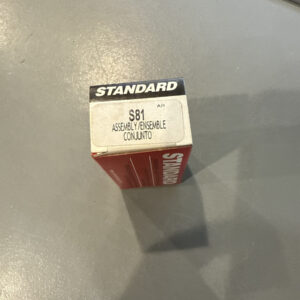 STANDARD
S81
ASSEMBLY/ENSEMBLE
CONJUNTO
STANDARD